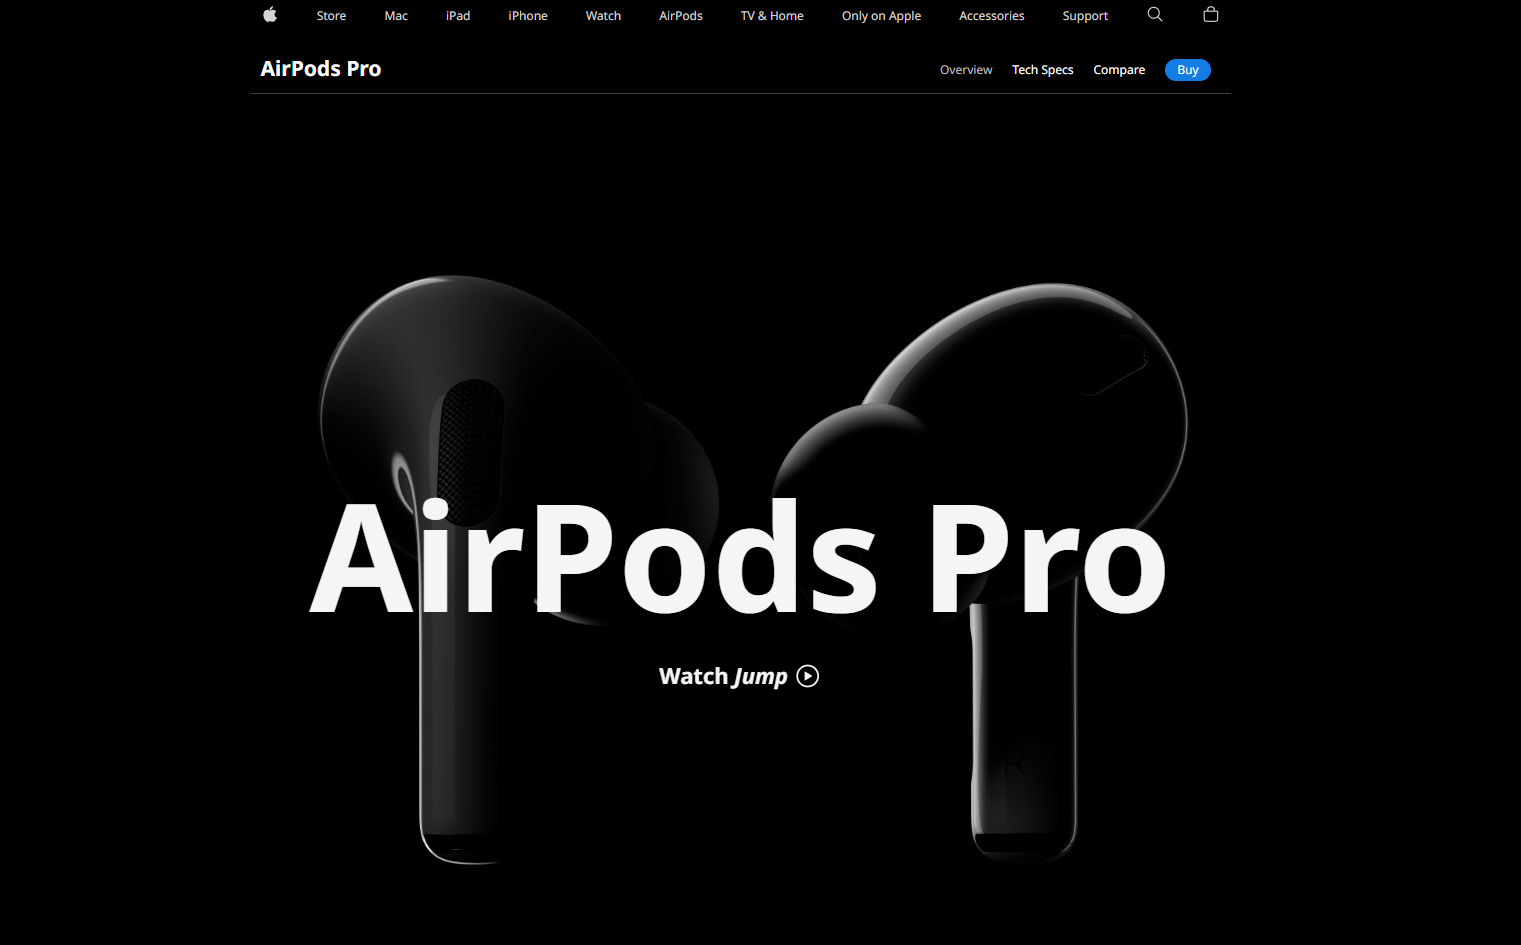 Store Mac iPad iPhone Watch AirPods TV & Home Only on Apple Accessories Support
AirPods Pro Overview Tech Specs Compare Buy
AirPods Pro
Watch Jump
R